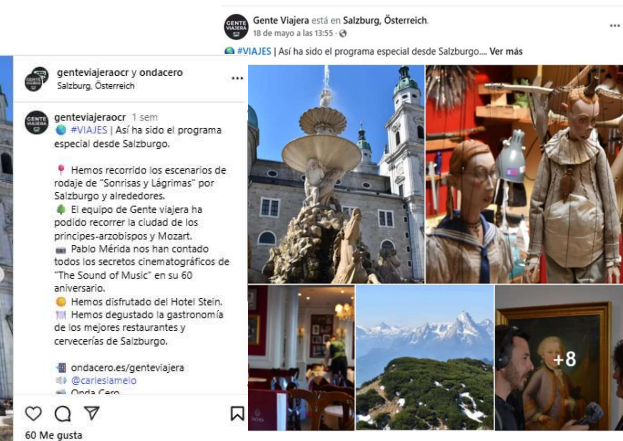 Gente Viajera está en Salzburg, Österreich.
18 de mayo a las 13:55
#VIAJES | Así ha sido el programa especial desde Salzburgo.... Ver más
genteviajeraocr y ondacero
Salzburg, Österreich
genteviajeraocr 1 sem
#VIAJES | Así ha sido el programa
especial desde Salzburgo.
Hemos recorrido los escenarios de
rodaje de "Sonrisas y Lágrimas" por
Salzburgo y alrededores.
El equipo de Gente viajera ha
podido recorrer la ciudad de los
principes-arzobispos y Mozart.
Pablo Mérida nos han contado
todos los secretos cinematográficos de
"The Sound of Music" en su 60
aniversario.
Hemos disfrutado del Hotel Stein.
Hemos degustado la gastronomía
de los mejores restaurantes y
cervecerías de Salzburgo.
ondacero.es/genteviajera
@carleslamelo
Onda Cero
60 Me gusta
+8
GENTE
VIAJERA
GENTE
VIAJERA